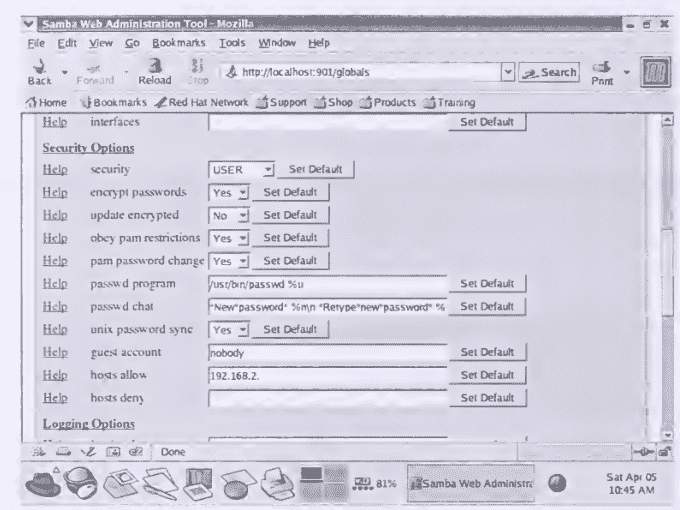 Samba Web Administration Tool - Mozilla
File Edit View Go Bookmarks Tools Window Help
Back Forward Reload Stop http://localhost:901/globals Search Print
Home Bookmarks Red Hat Network Support Shop Products Training
Help interfaces Set Default
Security Options
Help security USER Set Default
Help encrypt passwords Yes Set Default
Help update encrypted No Set Default
Help obey pam restrictions Yes Set Default
Help pam password change Yes Set Default
Help passwd program /usr/bin/passwd %u Set Default
Help passwd chat *New*password* %n\n *Retype*new*password* % Set Default
Help unix password sync Yes Set Default
Help guest account nobody Set Default
Help hosts allow 192.168.2. Set Default
Help hosts deny Set Default
Logging Options
Done
81% Samba Web Administra Sat Apr 05
10:45 AM